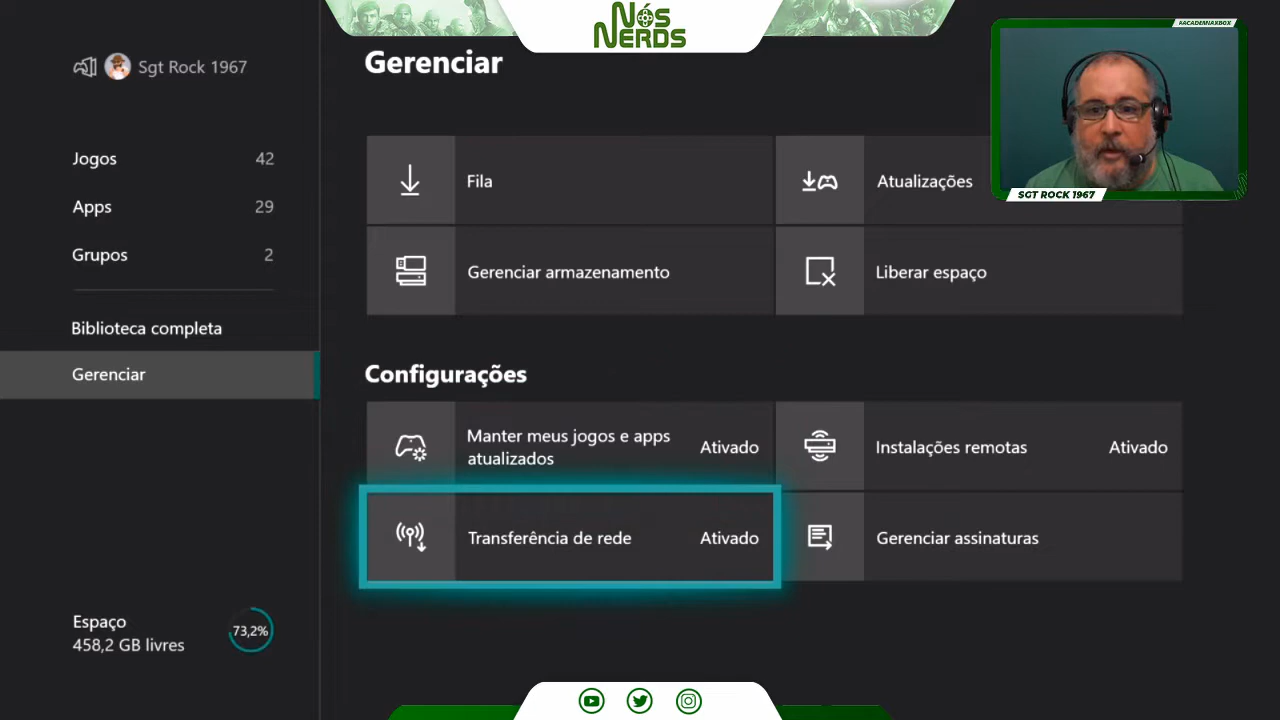 NÓS
NERDS
#ACADEMIAXBOX
Sgt Rock 1967
Gerenciar
SGT ROCK 1967
Jogos 42
Apps 29
Grupos 2
Biblioteca completa
Gerenciar
Espaço
458,2 GB livres
73,2%
Fila
Atualizações
Gerenciar armazenamento
Liberar espaço
Configurações
Manter meus jogos e apps
atualizados
Ativado
Instalações remotas Ativado
Transferência de rede Ativado
Gerenciar assinaturas